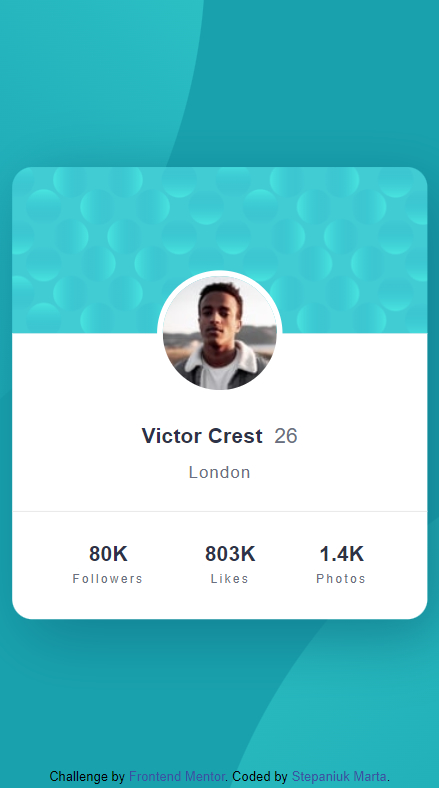 Victor Crest 26
London
80K 803K 1.4K
Followers Likes Photos
Challenge by Frontend Mentor. Coded by Stepaniuk Marta.